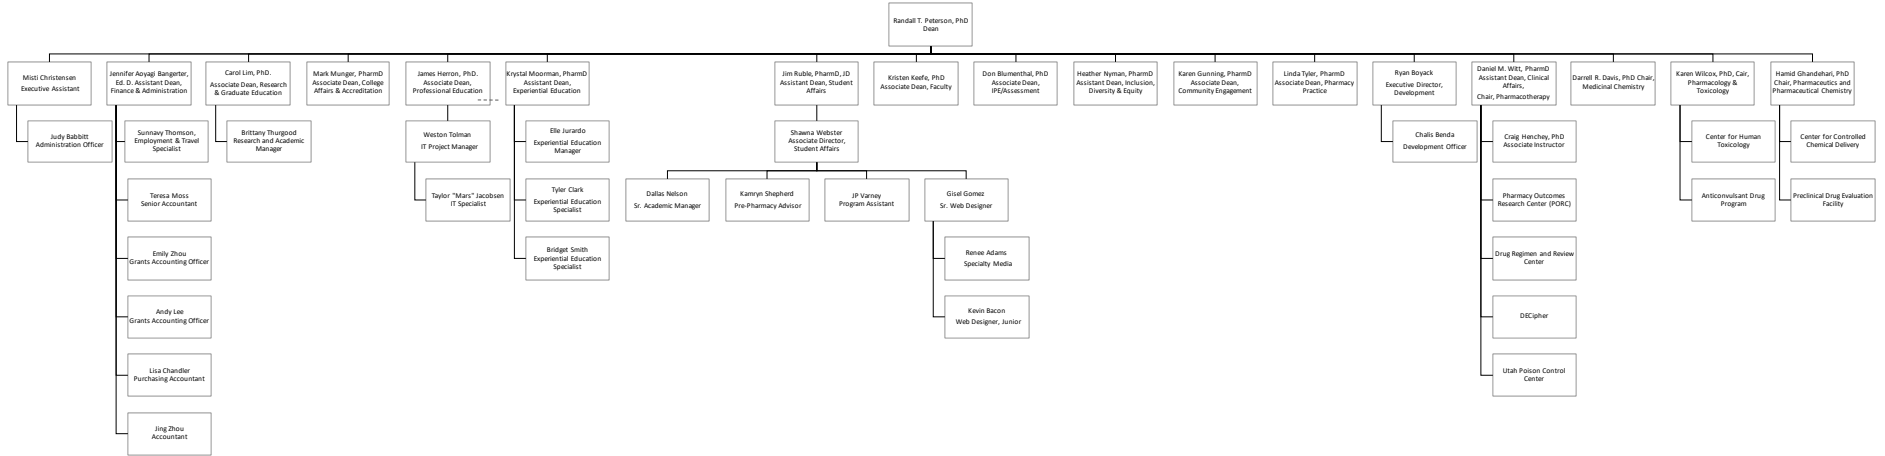 Randall T. Peterson, PhD
Dean
Misti Christensen
Executive Assistant
Jennifer Aoyagi Bangerter,
Ed. D. Assistant Dean,
Finance & Administration
Carol Lim, PhD.
Associate Dean, Research
& Graduate Education
Mark Munger, PharmD
Associate Dean, College
Affairs & Accreditation
James Herron, PhD.
Associate Dean,
Professional Education
Krystal Moorman, PharmD
Assistant Dean,
Experiential Education
Jim Ruble, PharmD, JD
Assistant Dean, Student
Affairs
Kristen Keefe, PhD
Associate Dean, Faculty
Don Blumenthal, PhD
Associate Dean,
IPE/Assessment
Heather Nyman, PharmD
Assistant Dean, Inclusion,
Diversity & Equity
Karen Gunning, PharmD
Associate Dean,
Community Engagement
Linda Tyler, PharmD
Associate Dean, Pharmacy
Practice
Ryan Boyack
Executive Director,
Development
Daniel M. Witt, PharmD
Assistant Dean, Clinical
Affairs,
Chair, Pharmacotherapy
Darrell R. Davis, PhD Chair,
Medicinal Chemistry
Karen Wilcox, PhD, Cair,
Pharmacology &
Toxicology
Hamid Ghandehari, PhD
Chair, Pharmaceutics and
Pharmaceutical Chemistry
Judy Babbitt
Administration Officer
Sunnavy Thomson,
Employment & Travel
Specialist
Brittany Thurgood
Research and Academic
Manager
Weston Tolman
IT Project Manager
Elle Jurardo
Experiential Education
Manager
Shawna Webster
Associate Director,
Student Affairs
Chalis Benda
Development Officer
Craig Henchey, PhD
Associate Instructor
Center for Human
Toxicology
Center for Controlled
Chemical Delivery
Teresa Moss
Senior Accountant
Taylor "Mars" Jacobsen
IT Specialist
Tyler Clark
Experiential Education
Specialist
Dallas Nelson
Sr. Academic Manager
Kamryn Shepherd
Pre-Pharmacy Advisor
JP Varney
Program Assistant
Gisel Gomez
Sr. Web Designer
Pharmacy Outcomes
Research Center (PORC)
Anticonvulsant Drug
Program
Preclinical Drug Evaluation
Facility
Emily Zhou
Grants Accounting Officer
Bridget Smith
Experiential Education
Specialist
Renee Adams
Specialty Media
Drug Regimen and Review
Center
Andy Lee
Grants Accounting Officer
Kevin Bacon
Web Designer, Junior
DECipher
Lisa Chandler
Purchasing Accountant
Utah Poison Control
Center
Jing Zhou
Accountant